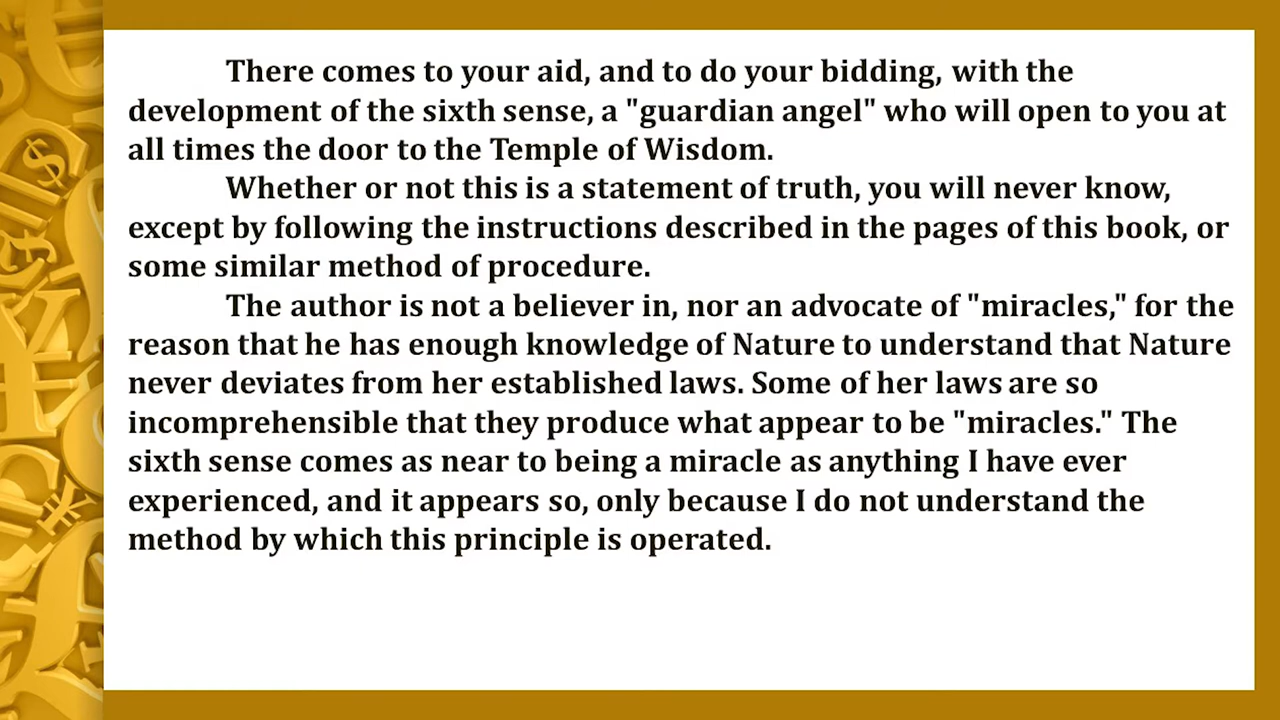 There comes to your aid, and to do your bidding, with the
development of the sixth sense, a "guardian angel" who will open to you at
all times the door to the Temple of Wisdom.
Whether or not this is a statement of truth, you will never know,
except by following the instructions described in the pages of this book, or
some similar method of procedure.
The author is not a believer in, nor an advocate of "miracles," for the
reason that he has enough knowledge of Nature to understand that Nature
never deviates from her established laws. Some of her laws are so
incomprehensible that they produce what appear to be "miracles." The
sixth sense comes as near to being a miracle as anything I have ever
experienced, and it appears so, only because I do not understand the
method by which this principle is operated.